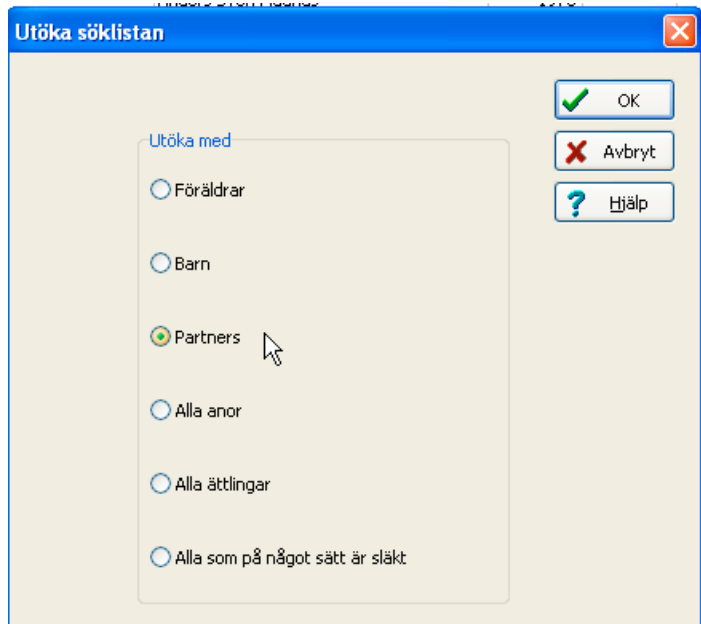 Utöka söklistan
OK
Avbryt
Hjälp
Utöka med
Föräldrar
Barn
Partners
Alla anor
Alla ättlingar
Alla som på något sätt är släkt